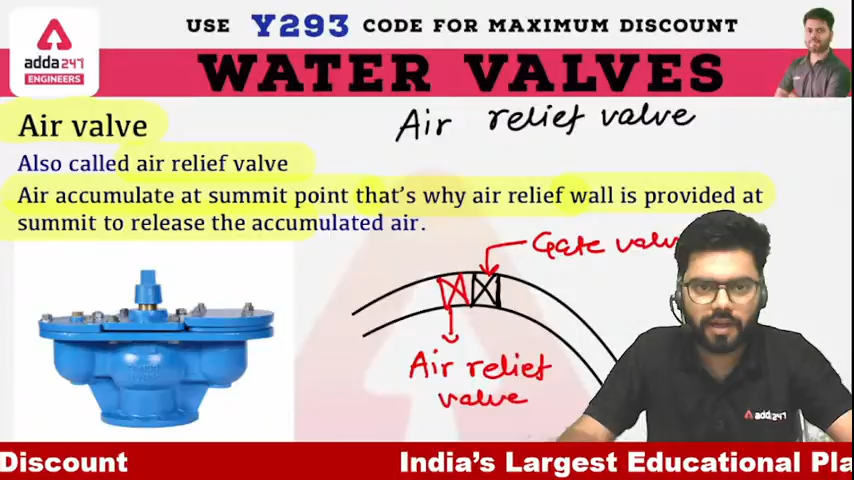 USE Y293 CODE FOR MAXIMUM DISCOUNT
adda247
ENGINEERS
WATER VALVES
Air valve
Air relief valve
Also called air relief valve
Air accumulate at summit point that's why air relief wall is provided at
summit to release the accumulated air.
Gate valv
Air relief
valve
adda247
Discount
India's Largest Educational Pla